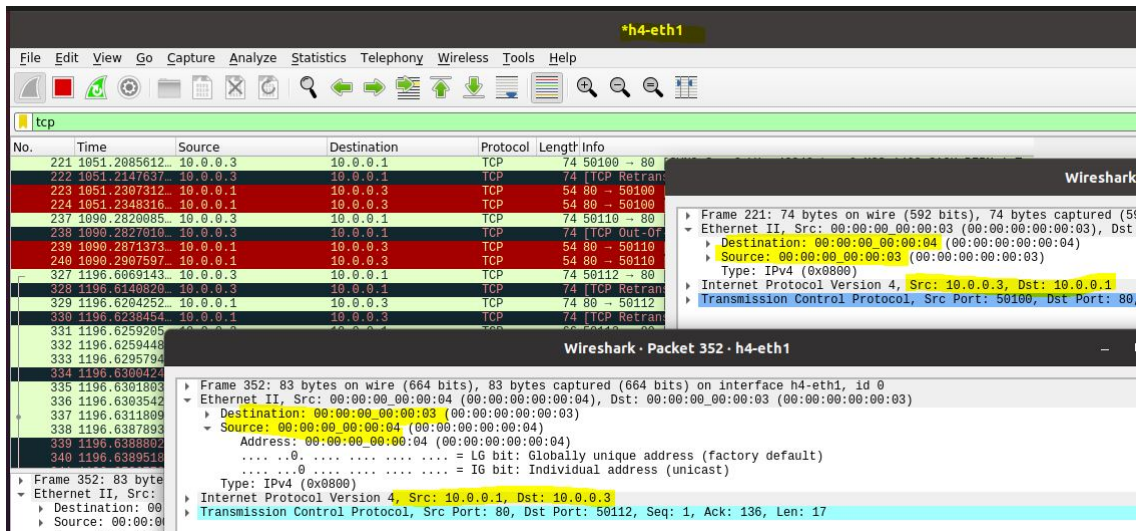 *h4-eth1
File Edit View Go Capture Analyze Statistics Telephony Wireless Tools Help
tcp
No. Time Source Destination Protocol Length Info
221 1051.2085612… 10.0.0.3 10.0.0.1 TCP 74 50100 → 80
222 1051.2147637… 10.0.0.3 10.0.0.1 TCP 74 [TCP Retran
223 1051.2307312… 10.0.0.1 10.0.0.3 TCP 54 80 → 50100
224 1051.2348316… 10.0.0.1 10.0.0.3 TCP 54 80 → 50100
237 1090.2820085… 10.0.0.3 10.0.0.1 TCP 74 50110 → 80
238 1090.2827010… 10.0.0.3 10.0.0.1 TCP 74 [TCP Out-Of
239 1090.2871373… 10.0.0.1 10.0.0.3 TCP 54 80 → 50110
240 1090.2907597… 10.0.0.1 10.0.0.3 TCP 54 80 → 50110
327 1196.6069143… 10.0.0.3 10.0.0.1 TCP 74 50112 → 80
328 1196.6140820… 10.0.0.3 10.0.0.1 TCP 74 [TCP Retran
329 1196.6204252… 10.0.0.1 10.0.0.3 TCP 74 80 → 50112
330 1196.6238454… 10.0.0.1 10.0.0.3 TCP 74 [TCP Retran
331 1196.6259205
332 1196.6259448
333 1196.6295794
334 1196.6300424
335 1196.6301803
336 1196.6303542
337 1196.6311809
338 1196.6387893
339 1196.6388802
340 1196.6389518
Frame 352: 83 byte
Ethernet II, Src:
Destination: 00
Source: 00:00:0
Wireshark
Frame 221: 74 bytes on wire (592 bits), 74 bytes captured (59
Ethernet II, Src: 00:00:00_00:00:03 (00:00:00:00:00:03), Dst
Destination: 00:00:00_00:00:04 (00:00:00:00:00:04)
Source: 00:00:00_00:00:03 (00:00:00:00:00:03)
Type: IPv4 (0x0800)
Internet Protocol Version 4, Src: 10.0.0.3, Dst: 10.0.0.1
Transmission Control Protocol, Src Port: 50100, Dst Port: 80,
Wireshark · Packet 352 · h4-eth1
Frame 352: 83 bytes on wire (664 bits), 83 bytes captured (664 bits) on interface h4-eth1, id 0
Ethernet II, Src: 00:00:00_00:00:04 (00:00:00:00:00:04), Dst: 00:00:00_00:00:03 (00:00:00:00:00:03)
Destination: 00:00:00_00:00:03 (00:00:00:00:00:03)
Source: 00:00:00_00:00:04 (00:00:00:00:00:04)
Address: 00:00:00_00:00:04 (00:00:00:00:00:04)
.... ..0. .... .... .... .... = LG bit: Globally unique address (factory default)
.... ...0 .... .... .... .... = IG bit: Individual address (unicast)
Type: IPv4 (0x0800)
Internet Protocol Version 4, Src: 10.0.0.1, Dst: 10.0.0.3
Transmission Control Protocol, Src Port: 80, Dst Port: 50112, Seq: 1, Ack: 136, Len: 17